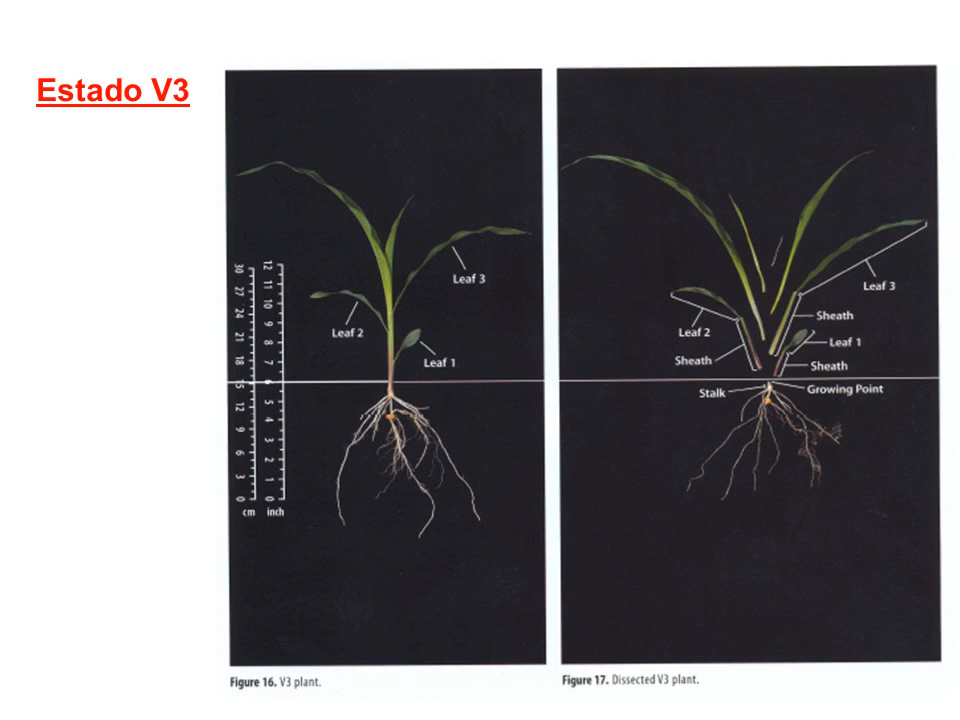 Estado V3
Leaf 3
Leaf 2
Leaf 1
30 27 24 21 18 15 12 9 6 3 0
cm
12 11 10 9 8 7 6 5 4 3 2 1 0
inch
Leaf 3
Sheath
Leaf 2
Leaf 1
Sheath
Sheath
Stalk
Growing Point
Figure 16. V3 plant.
Figure 17. Dissected V3 plant.